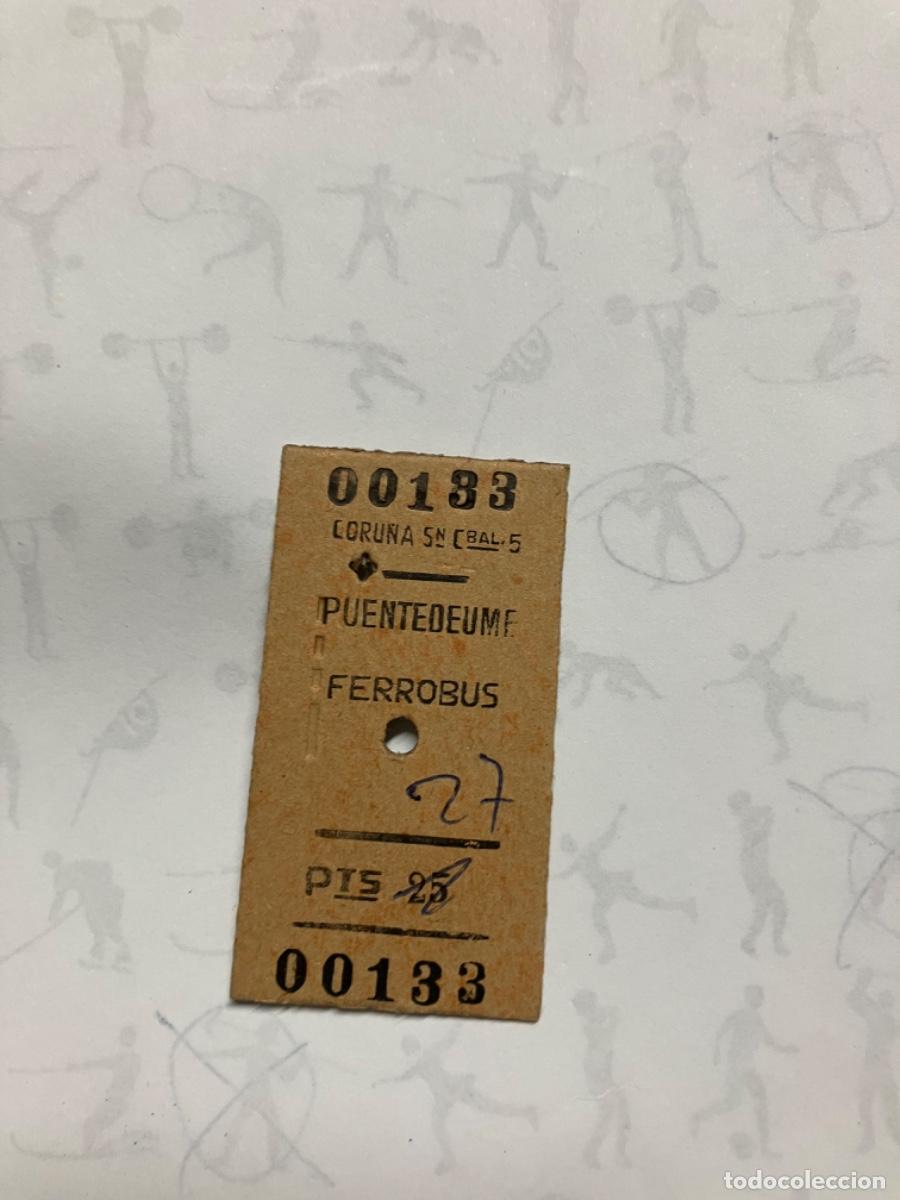 00133
CORUÑA SN CBAL. 5
PUENTEDEUME
FERROBUS
27
PTS 25
00133
todocoleccion